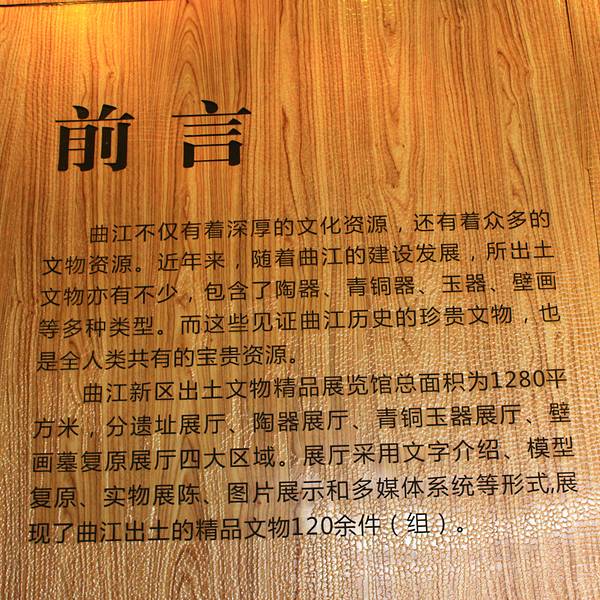 前言
曲江不仅有着深厚的文化资源，还有着众多的
文物资源。近年来，随着曲江的建设发展，所出土
文物亦有不少，包含了陶器、青铜器、玉器、壁画
等多种类型。而这些见证曲江历史的珍贵文物，也
是全人类共有的宝贵资源。
曲江新区出土文物精品展览馆总面积为1280平
方米，分遗址展厅、陶器展厅、青铜玉器展厅、壁
画墓复原展厅四大区域。展厅采用文字介绍、模型
复原、实物展陈、图片展示和多媒体系统等形式,展
现了曲江出土的精品文物120余件（组）。